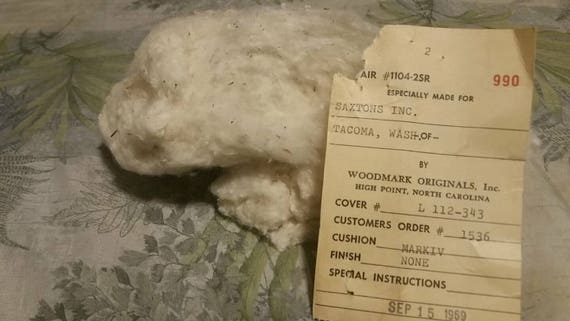 2
AIR #1104-2SR 990
ESPECIALLY MADE FOR
SAXTONS INC.
TACOMA, WASH.OF-
BY
WOODMARK ORIGINALS, Inc.
HIGH POINT, NORTH CAROLINA
COVER # L 112-343
CUSTOMERS ORDER # 1536
CUSHION MARKIV
FINISH NONE
SPECIAL INSTRUCTIONS
SEP 15 1969